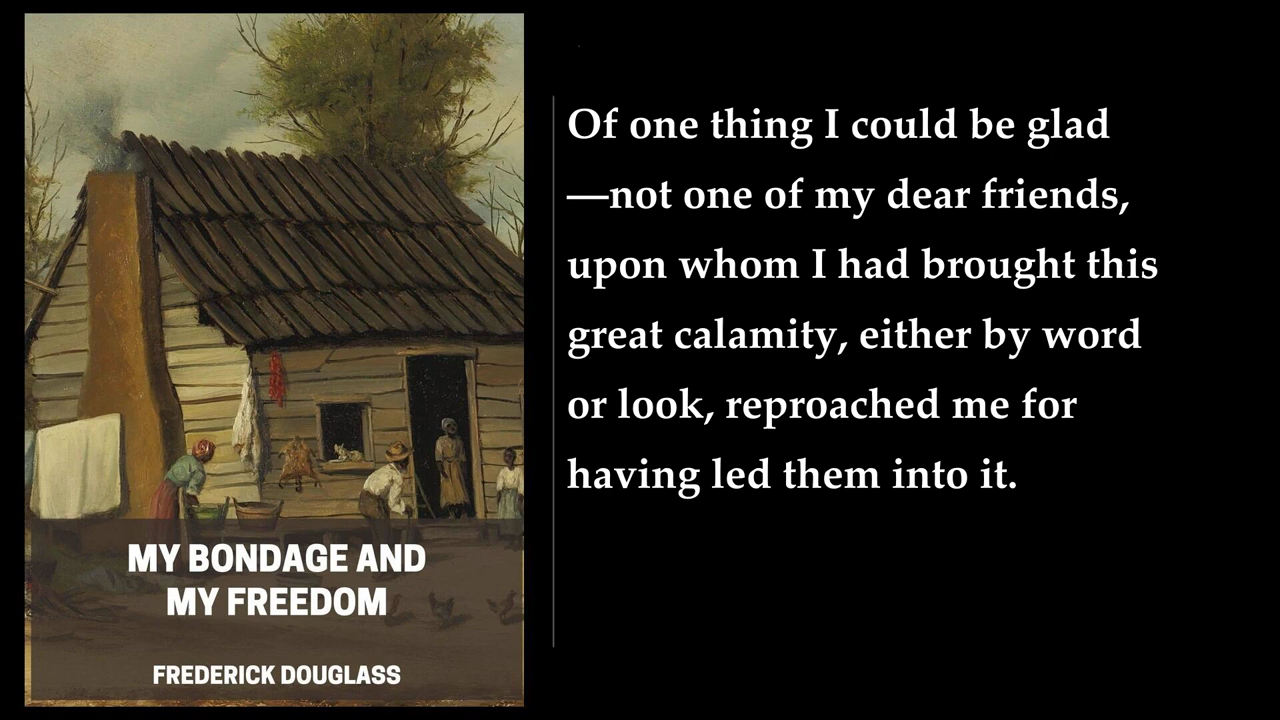 MY BONDAGE AND
MY FREEDOM
FREDERICK DOUGLASS
Of one thing I could be glad
—not one of my dear friends,
upon whom I had brought this
great calamity, either by word
or look, reproached me for
having led them into it.